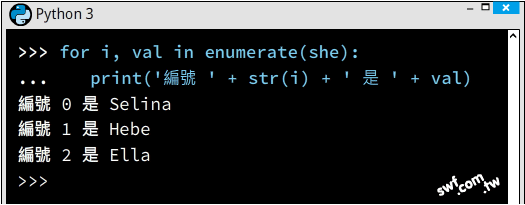 Python 3
>>> for i, val in enumerate(she):
...    print('編號 ' + str(i) + ' 是 ' + val)
編號 0 是 Selina
編號 1 是 Hebe
編號 2 是 Ella
>>>
swf.com.tw